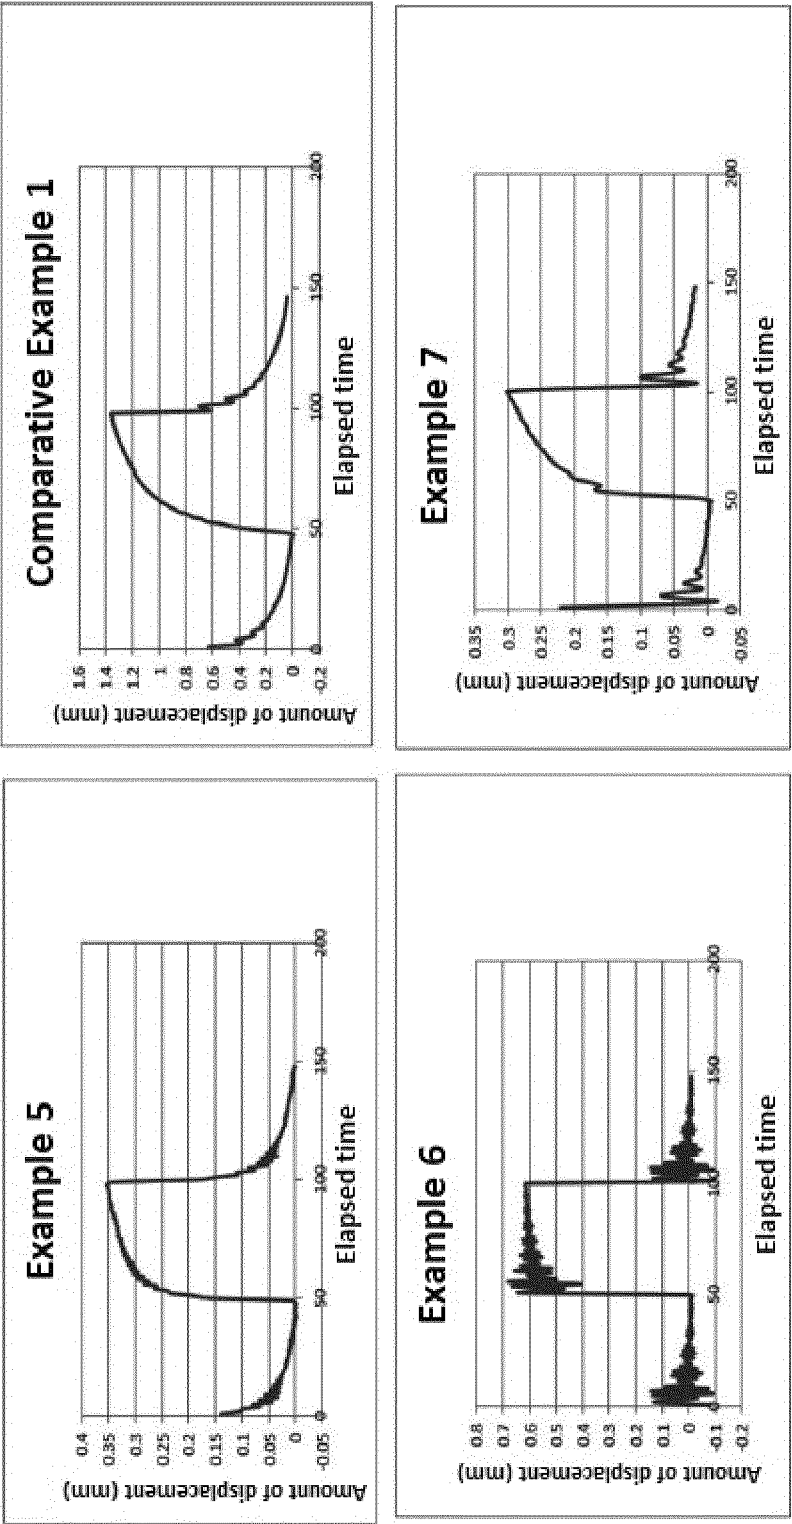 Example 5
Amount of displacement (mm)
0.4
0.35
0.3
0.25
0.2
0.15
0.1
0.05
0
-0.05
0 50 100 150 200
Elapsed time
Comparative Example 1
Amount of displacement (mm)
1.6
1.4
1.2
1
0.8
0.6
0.4
0.2
0
-0.2
0 50 100 150 200
Elapsed time
Example 6
Amount of displacement (mm)
0.8
0.7
0.6
0.5
0.4
0.3
0.2
0.1
0
-0.1
-0.2
0 50 100 150 200
Elapsed time
Example 7
Amount of displacement (mm)
0.35
0.3
0.25
0.2
0.15
0.1
0.05
0
-0.05
0 50 100 150 200
Elapsed time